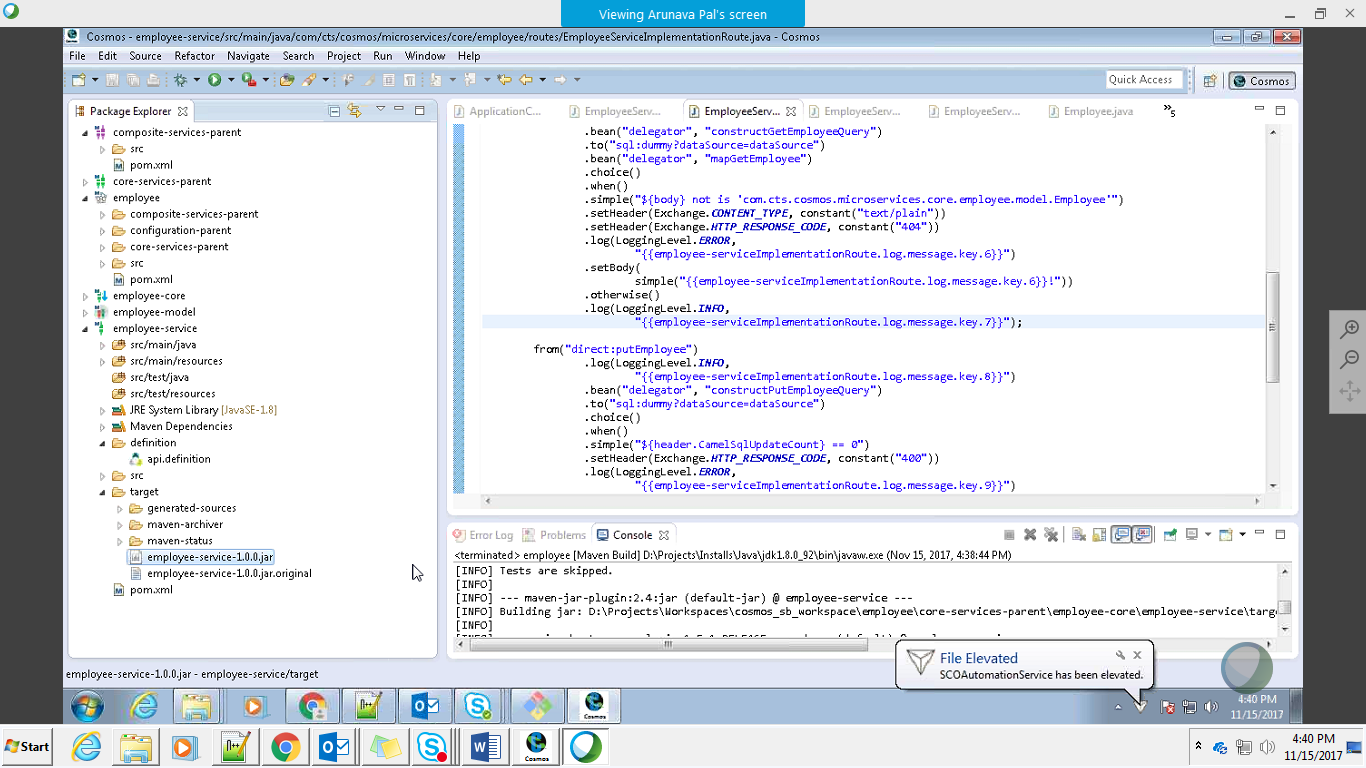 Viewing Arunava Pal's screen
Cosmos - employee-service/src/main/java/com/cts/cosmos/microservices/core/employee/routes/EmployeeServiceImplementationRoute.java - Cosmos
File Edit Source Refactor Navigate Search Project Run Window Help
Quick Access
Cosmos
Package Explorer
composite-services-parent
src
pom.xml
core-services-parent
employee
composite-services-parent
configuration-parent
core-services-parent
src
pom.xml
employee-core
employee-model
employee-service
src/main/java
src/main/resources
src/test/java
src/test/resources
JRE System Library [JavaSE-1.8]
Maven Dependencies
definition
api.definition
src
target
generated-sources
maven-archiver
maven-status
employee-service-1.0.0.jar
employee-service-1.0.0.jar.original
pom.xml
ApplicationC... EmployeeServ... EmployeeServ... EmployeeServ... EmployeeServ... Employee.java »5
.bean("delegator", "constructGetEmployeeQuery")
.to("sql:dummy?dataSource=dataSource")
.bean("delegator", "mapGetEmployee")
.choice()
.when()
.simple("${body} not is 'com.cts.cosmos.microservices.core.employee.model.Employee'")
.setHeader(Exchange.CONTENT_TYPE, constant("text/plain"))
.setHeader(Exchange.HTTP_RESPONSE_CODE, constant("404"))
.log(LoggingLevel.ERROR,
"{{employee-serviceImplementationRoute.log.message.key.6}}")
.setBody(
simple("{{employee-serviceImplementationRoute.log.message.key.6}}!"))
.otherwise()
.log(LoggingLevel.INFO,
"{{employee-serviceImplementationRoute.log.message.key.7}}");
from("direct:putEmployee")
.log(LoggingLevel.INFO,
"{{employee-serviceImplementationRoute.log.message.key.8}}")
.bean("delegator", "constructPutEmployeeQuery")
.to("sql:dummy?dataSource=dataSource")
.choice()
.when()
.simple("${header.CamelSqlUpdateCount} == 0")
.setHeader(Exchange.HTTP_RESPONSE_CODE, constant("400"))
.log(LoggingLevel.ERROR,
"{{employee-serviceImplementationRoute.log.message.key.9}}")
Error Log Problems Console
<terminated> employee [Maven Build] D:\Projects\Installs\Java\jdk1.8.0_92\bin\javaw.exe (Nov 15, 2017, 4:38:44 PM)
[INFO] Tests are skipped.
[INFO]
[INFO] --- maven-jar-plugin:2.4:jar (default-jar) @ employee-service ---
[INFO] Building jar: D:\Projects\Workspaces\cosmos_sb_workspace\employee\core-services-parent\employee-core\employee-service\targe
[INFO]
File Elevated
SCOAutomationService has been elevated.
employee-service-1.0.0.jar - employee-service/target
Cosmos
4:40 PM
11/15/2017
Start
Cosmos
4:40 PM
11/15/2017